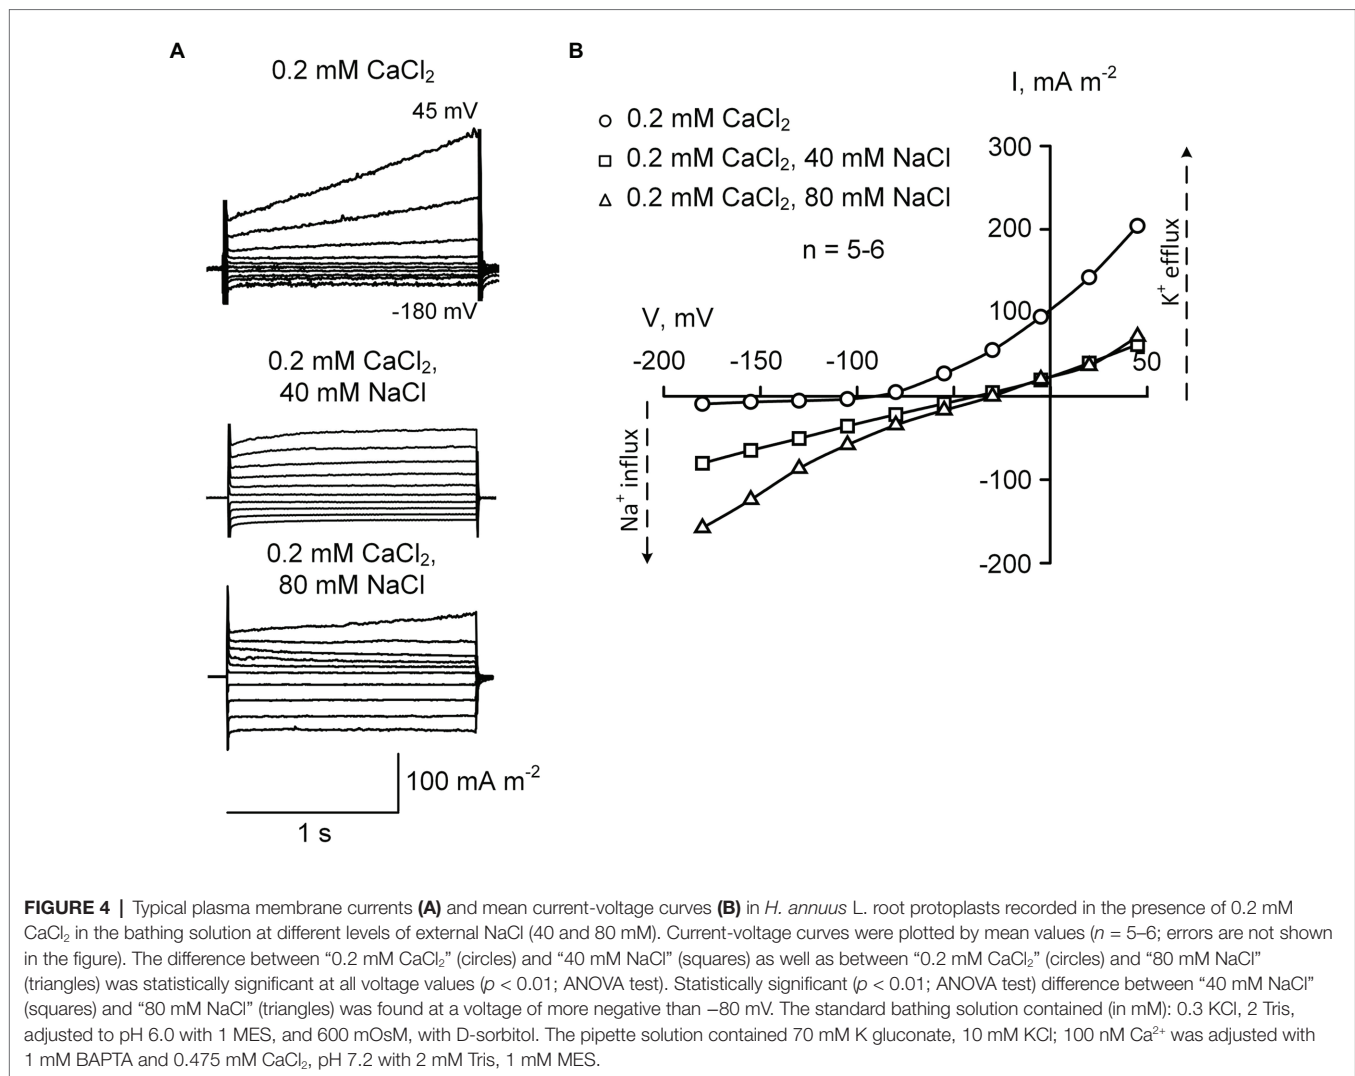 A
0.2 mM CaCl₂
45 mV
-180 mV
0.2 mM CaCl₂,
40 mM NaCl
0.2 mM CaCl₂,
80 mM NaCl
100 mA m⁻²
1 s
B
I, mA m⁻²
0.2 mM CaCl₂
0.2 mM CaCl₂, 40 mM NaCl
0.2 mM CaCl₂, 80 mM NaCl
n = 5-6
300
200
100
K⁺ efflux
V, mV
-200 -150 -100 50
Na⁺ influx
-100
-200
FIGURE 4 | Typical plasma membrane currents (A) and mean current-voltage curves (B) in H. annuus L. root protoplasts recorded in the presence of 0.2 mM
CaCl₂ in the bathing solution at different levels of external NaCl (40 and 80 mM). Current-voltage curves were plotted by mean values (n = 5–6; errors are not shown
in the figure). The difference between “0.2 mM CaCl₂” (circles) and “40 mM NaCl” (squares) as well as between “0.2 mM CaCl₂” (circles) and “80 mM NaCl”
(triangles) was statistically significant at all voltage values (p < 0.01; ANOVA test). Statistically significant (p < 0.01; ANOVA test) difference between “40 mM NaCl”
(squares) and “80 mM NaCl” (triangles) was found at a voltage of more negative than −80 mV. The standard bathing solution contained (in mM): 0.3 KCl, 2 Tris,
adjusted to pH 6.0 with 1 MES, and 600 mOsM, with D-sorbitol. The pipette solution contained 70 mM K gluconate, 10 mM KCl; 100 nM Ca²⁺ was adjusted with
1 mM BAPTA and 0.475 mM CaCl₂, pH 7.2 with 2 mM Tris, 1 mM MES.